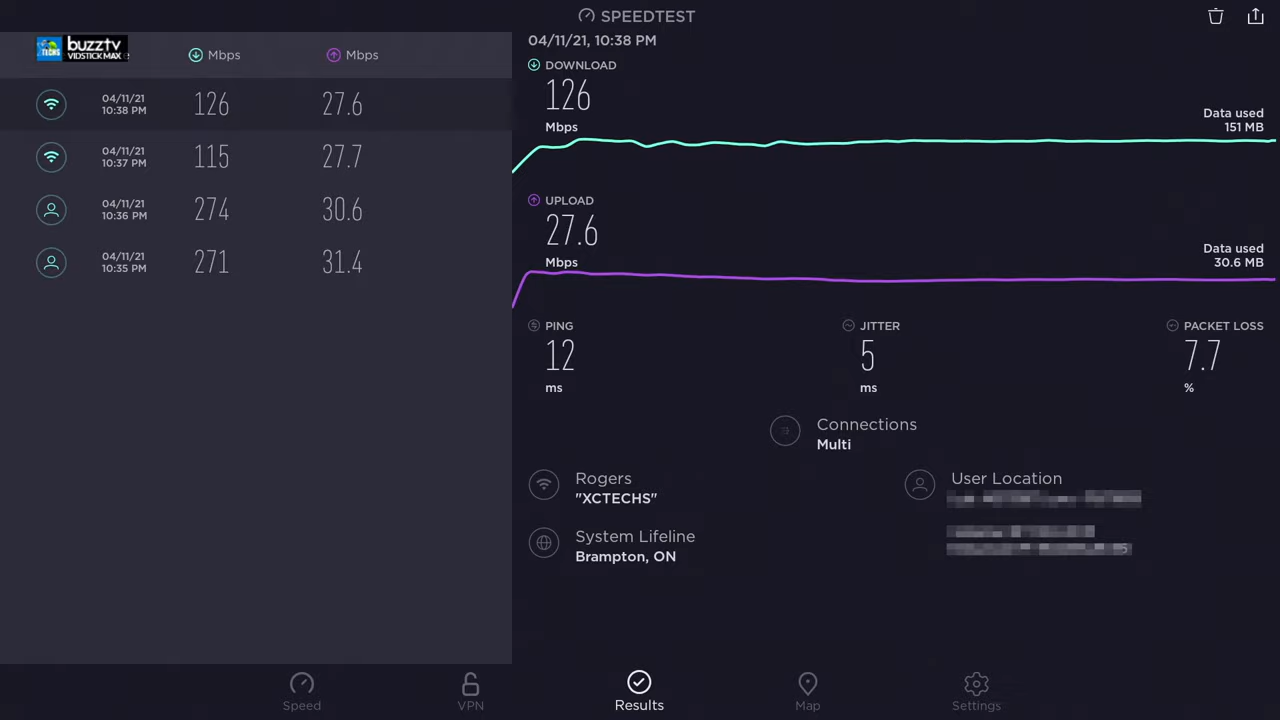 SPEEDTEST
buzztv
VIDSTICK MAX
TECHS
Mbps
Mbps
04/11/21
10:38 PM
126
27.6
04/11/21
10:37 PM
115
27.7
04/11/21
10:36 PM
274
30.6
04/11/21
10:35 PM
271
31.4
04/11/21, 10:38 PM
DOWNLOAD
126
Mbps
Data used
151 MB
UPLOAD
27.6
Mbps
Data used
30.6 MB
PING
12
ms
JITTER
5
ms
PACKET LOSS
7.7
%
Connections
Multi
Rogers
"XCTECHS"
User Location
System Lifeline
Brampton, ON
Speed
VPN
Results
Map
Settings